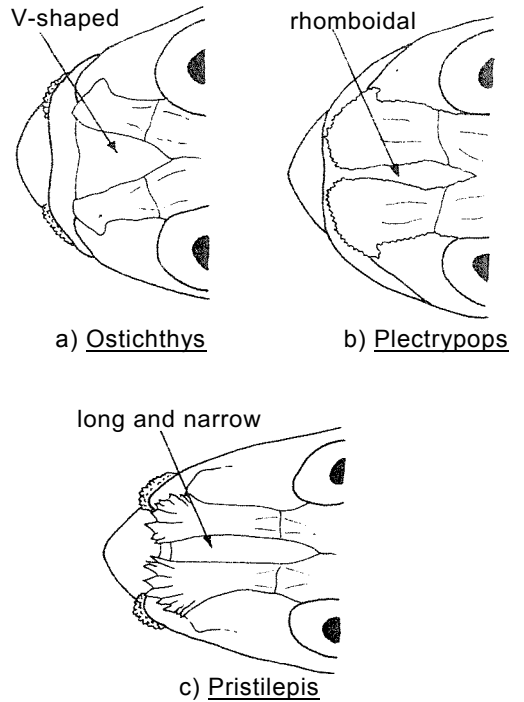 V-shaped
rhomboidal
a) Ostichthys
b) Plectrypops
long and narrow
c) Pristilepis